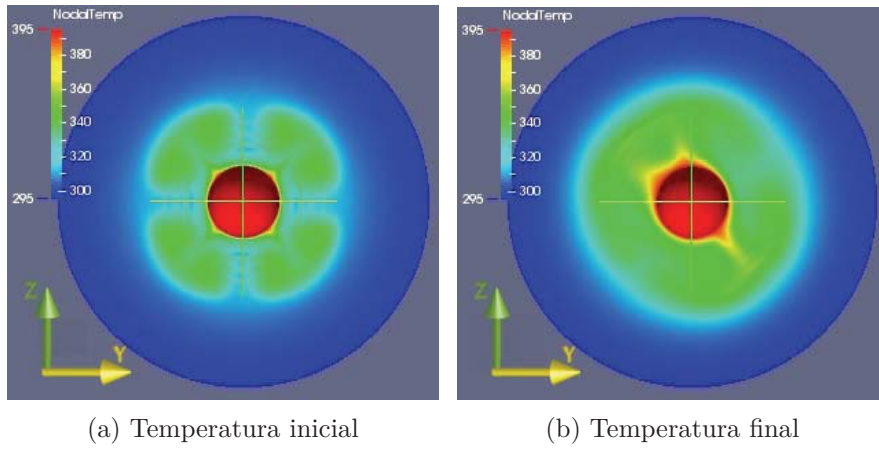 NodalTemp
395
380
360
340
320
300
295
Z
Y
NodalTemp
395
380
360
340
320
300
295
Z
Y
(a) Temperatura inicial
(b) Temperatura final